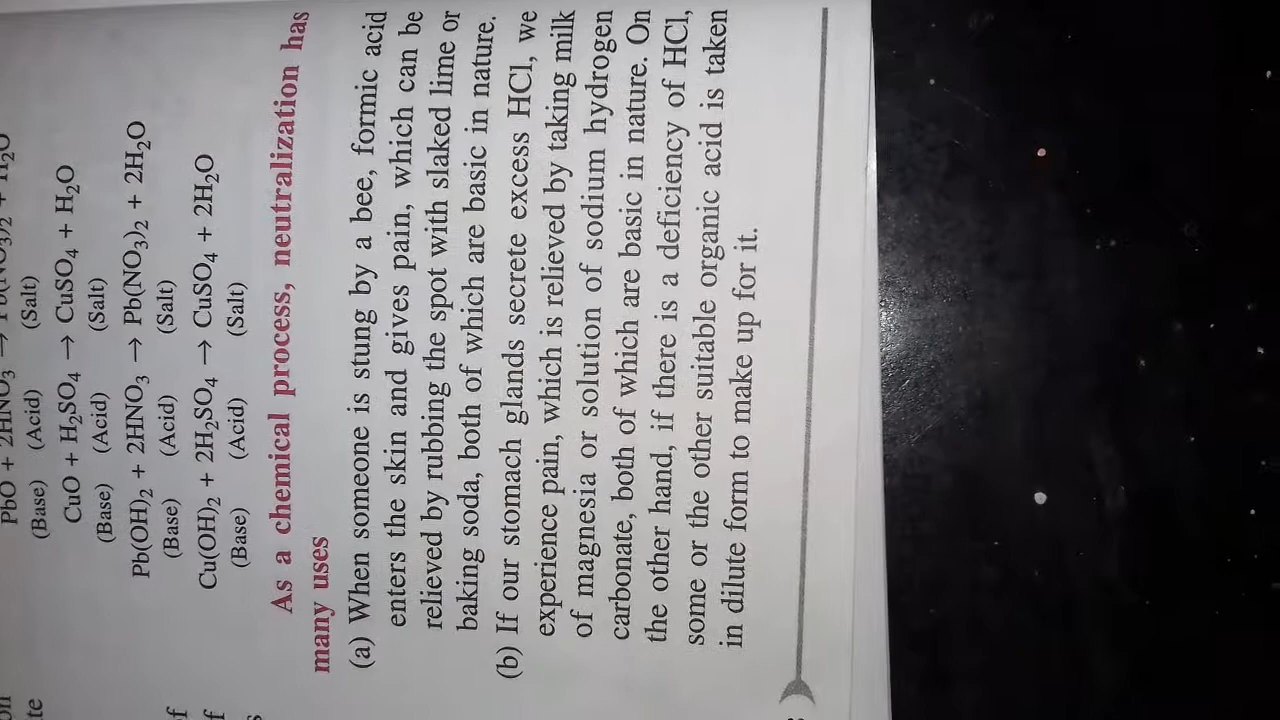 PbO + 2HNO₃ → Pb(NO₃)₂ + H₂O
(Base) (Acid) (Salt)
CuO + H₂SO₄ → CuSO₄ + H₂O
(Base) (Acid) (Salt)
Pb(OH)₂ + 2HNO₃ → Pb(NO₃)₂ + 2H₂O
(Base) (Acid) (Salt)
Cu(OH)₂ + 2H₂SO₄ → CuSO₄ + 2H₂O
(Base) (Acid) (Salt)
As a chemical process, neutralization has
many uses
(a) When someone is stung by a bee, formic acid
enters the skin and gives pain, which can be
relieved by rubbing the spot with slaked lime or
baking soda, both of which are basic in nature.
(b) If our stomach glands secrete excess HCl, we
experience pain, which is relieved by taking milk
of magnesia or solution of sodium hydrogen
carbonate, both of which are basic in nature. On
the other hand, if there is a deficiency of HCl,
some or the other suitable organic acid is taken
in dilute form to make up for it.